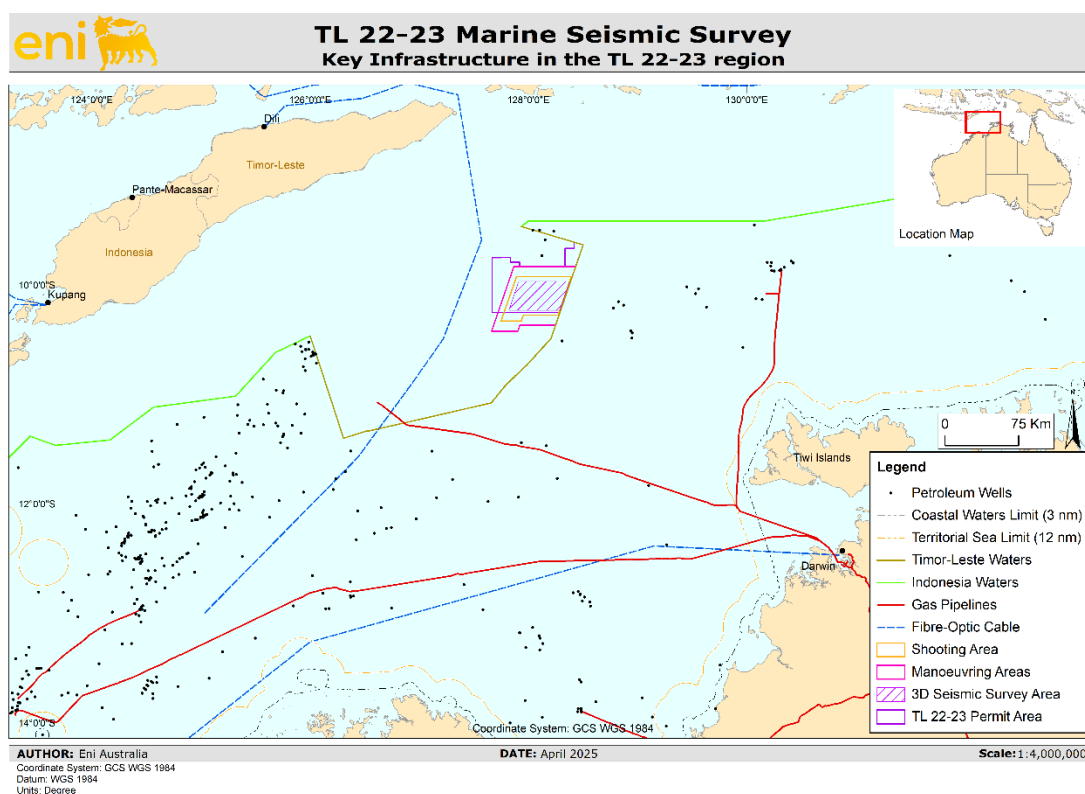 eni
TL 22-23 Marine Seismic Survey
Key Infrastructure in the TL 22-23 region
124°0'0"E
126°0'0"E
128°0'0"E
130°0'0"E
Dili
Timor-Leste
Pante-Macassar
Indonesia
Location Map
10°0'0"S
Kupang
0 75 Km
Tiwi Islands
12°0'0"S
Darwin
Legend
Petroleum Wells
Coastal Waters Limit (3 nm)
Territorial Sea Limit (12 nm)
Timor-Leste Waters
Indonesia Waters
Gas Pipelines
Fibre-Optic Cable
Shooting Area
Manoeuvring Areas
3D Seismic Survey Area
TL 22-23 Permit Area
14°0'0"S
Coordinate System: GCS WGS 1984
AUTHOR: Eni Australia
DATE: April 2025
Scale:1:4,000,000
Coordinate System: GCS WGS 1984
Datum: WGS 1984
Units: Degree